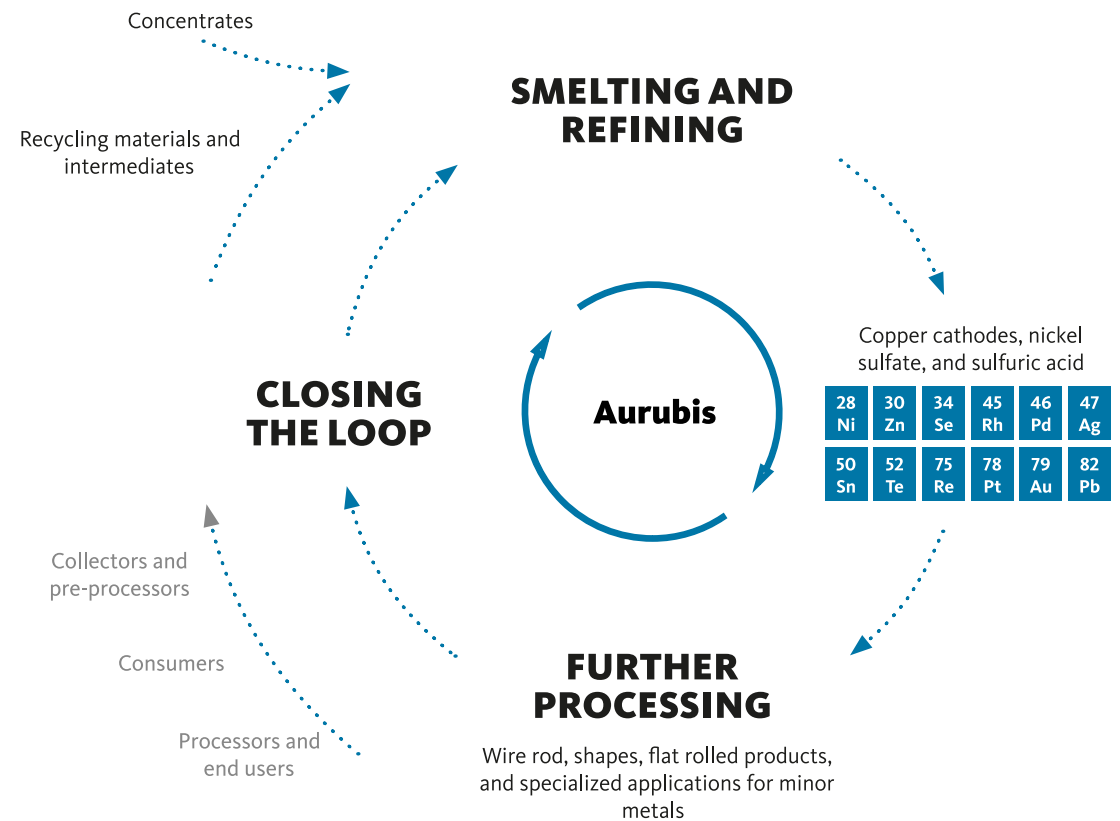 Concentrates
SMELTING AND
REFINING
Recycling materials and
intermediates
Copper cathodes, nickel
sulfate, and sulfuric acid
28 30 34 45 46 47
Ni Zn Se Rh Pd Ag
50 52 75 78 79 82
Sn Te Re Pt Au Pb
CLOSING
THE LOOP
Aurubis
Collectors and
pre-processors
Consumers
Processors and
end users
FURTHER
PROCESSING
Wire rod, shapes, flat rolled products,
and specialized applications for minor
metals